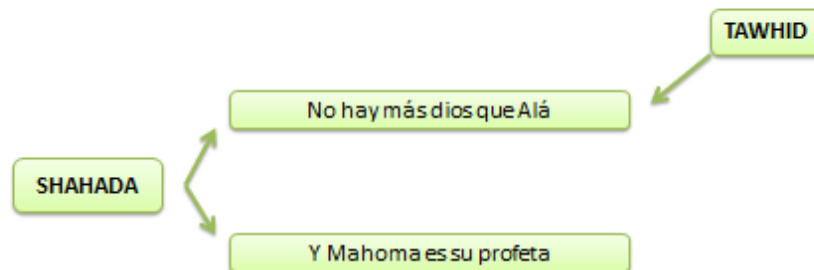 TAWHID
No hay más dios que Alá
SHAHADA
Y Mahoma es su profeta